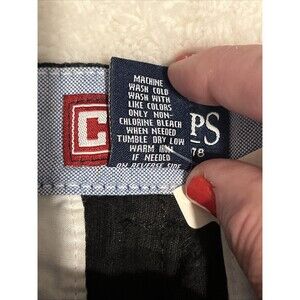 MACHINE
WASH COLD
WASH WITH
LIKE COLORS
ONLY NON-
CHLORINE BLEACH
WHEN NEEDED
TUMBLE DRY LOW
WARM IRON
IF NEEDED
ON REVERSE SIDE
C
PS
78